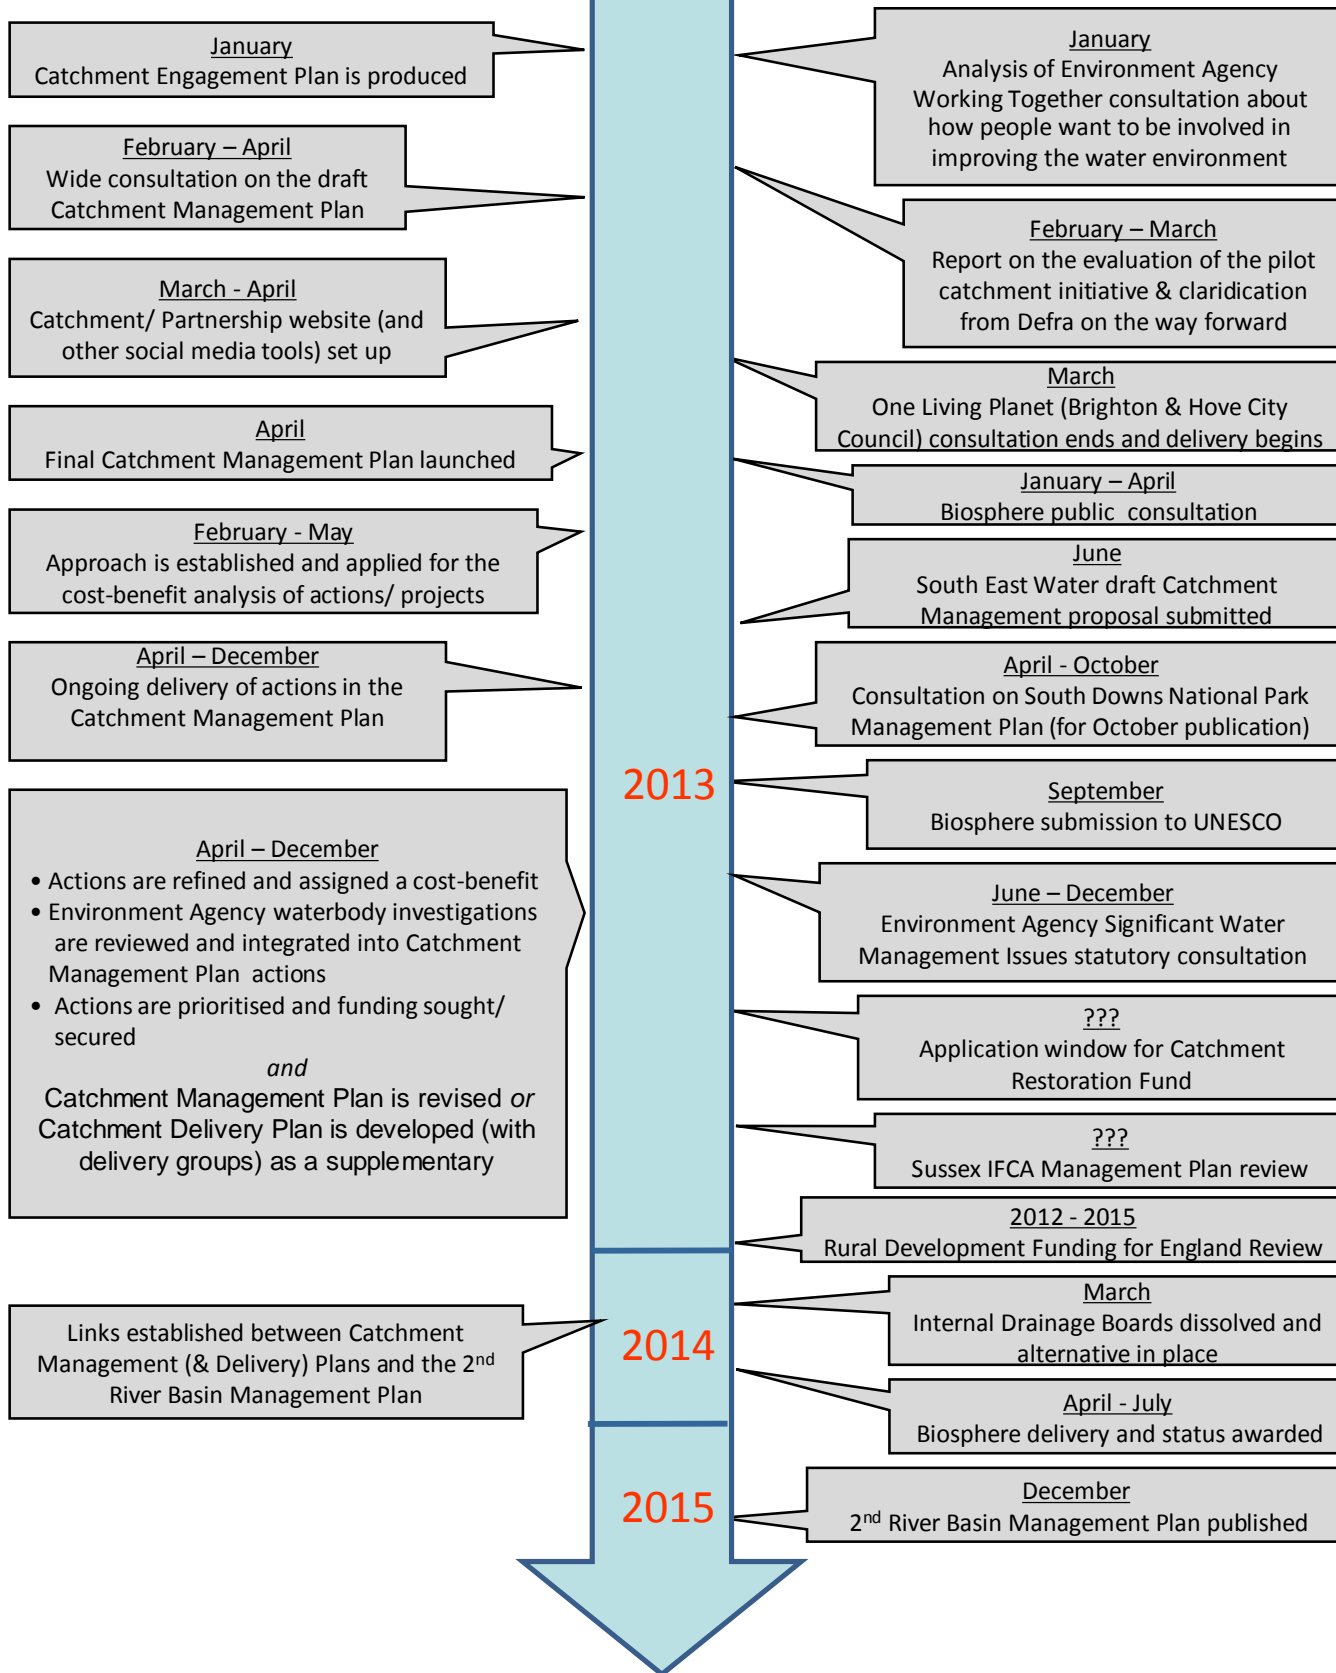 January
Catchment Engagement Plan is produced
February – April
Wide consultation on the draft
Catchment Management Plan
March - April
Catchment/ Partnership website (and
other social media tools) set up
April
Final Catchment Management Plan launched
February - May
Approach is established and applied for the
cost-benefit analysis of actions/ projects
April – December
Ongoing delivery of actions in the
Catchment Management Plan
April – December
• Actions are refined and assigned a cost-benefit
• Environment Agency waterbody investigations
are reviewed and integrated into Catchment
Management Plan actions
• Actions are prioritised and funding sought/
secured
and
Catchment Management Plan is revised or
Catchment Delivery Plan is developed (with
delivery groups) as a supplementary
Links established between Catchment
Management (& Delivery) Plans and the 2nd
River Basin Management Plan
2013
2014
2015
January
Analysis of Environment Agency
Working Together consultation about
how people want to be involved in
improving the water environment
February – March
Report on the evaluation of the pilot
catchment initiative & claridication
from Defra on the way forward
March
One Living Planet (Brighton & Hove City
Council) consultation ends and delivery begins
January – April
Biosphere public consultation
June
South East Water draft Catchment
Management proposal submitted
April - October
Consultation on South Downs National Park
Management Plan (for October publication)
September
Biosphere submission to UNESCO
June – December
Environment Agency Significant Water
Management Issues statutory consultation
???
Application window for Catchment
Restoration Fund
???
Sussex IFCA Management Plan review
2012 - 2015
Rural Development Funding for England Review
March
Internal Drainage Boards dissolved and
alternative in place
April - July
Biosphere delivery and status awarded
December
2nd River Basin Management Plan published